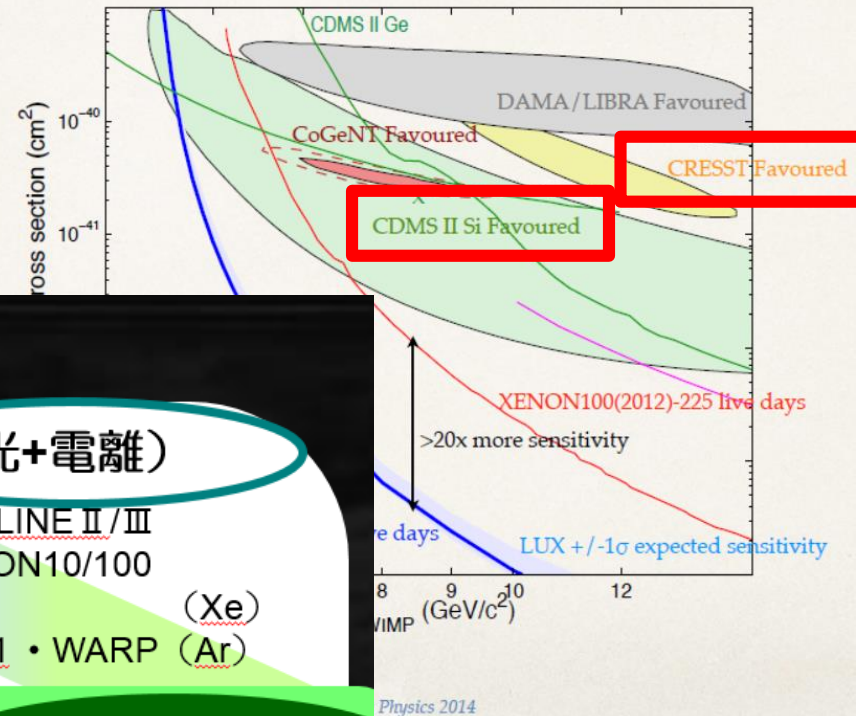 CDMS II Ge
DAMA/LIBRA Favoured
10⁻⁴⁰
CoGeNT Favoured
CRESST Favoured
x
CDMS II Si Favoured
10⁻⁴¹
ross section (cm²)
XENON100(2012)-225 live days
>20x more sensitivity
e days
LUX +/-1σ expected sensitivity
8 9 10 12
WIMP (GeV/c²)
光+電離）
LINEⅡ/Ⅲ
ON10/100
（Xe）
・WARP（Ar）
Physics 2014